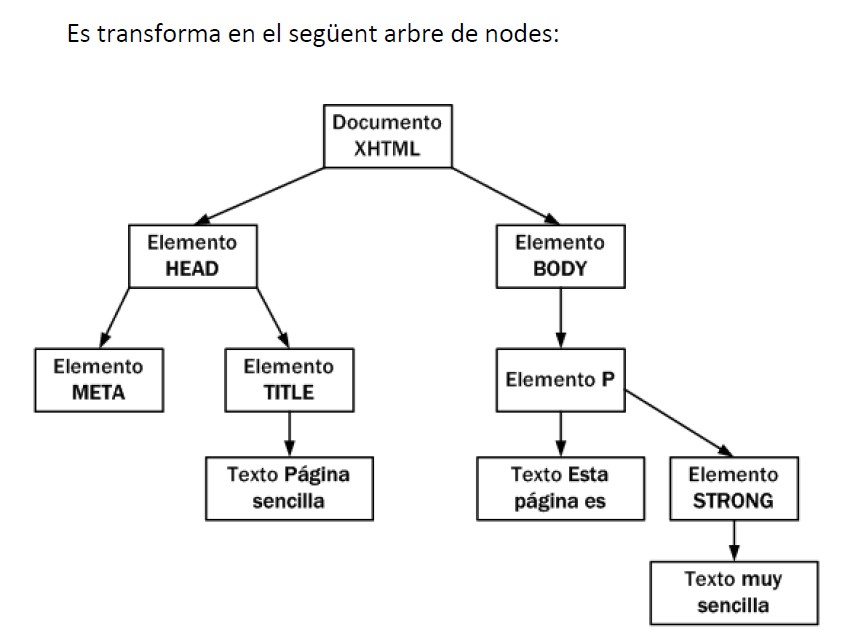 Es transforma en el següent arbre de nodes:
Documento
XHTML
Elemento
HEAD
Elemento
BODY
Elemento
META
Elemento
TITLE
Elemento P
Texto Página
sencilla
Texto Esta
página es
Elemento
STRONG
Texto muy
sencilla